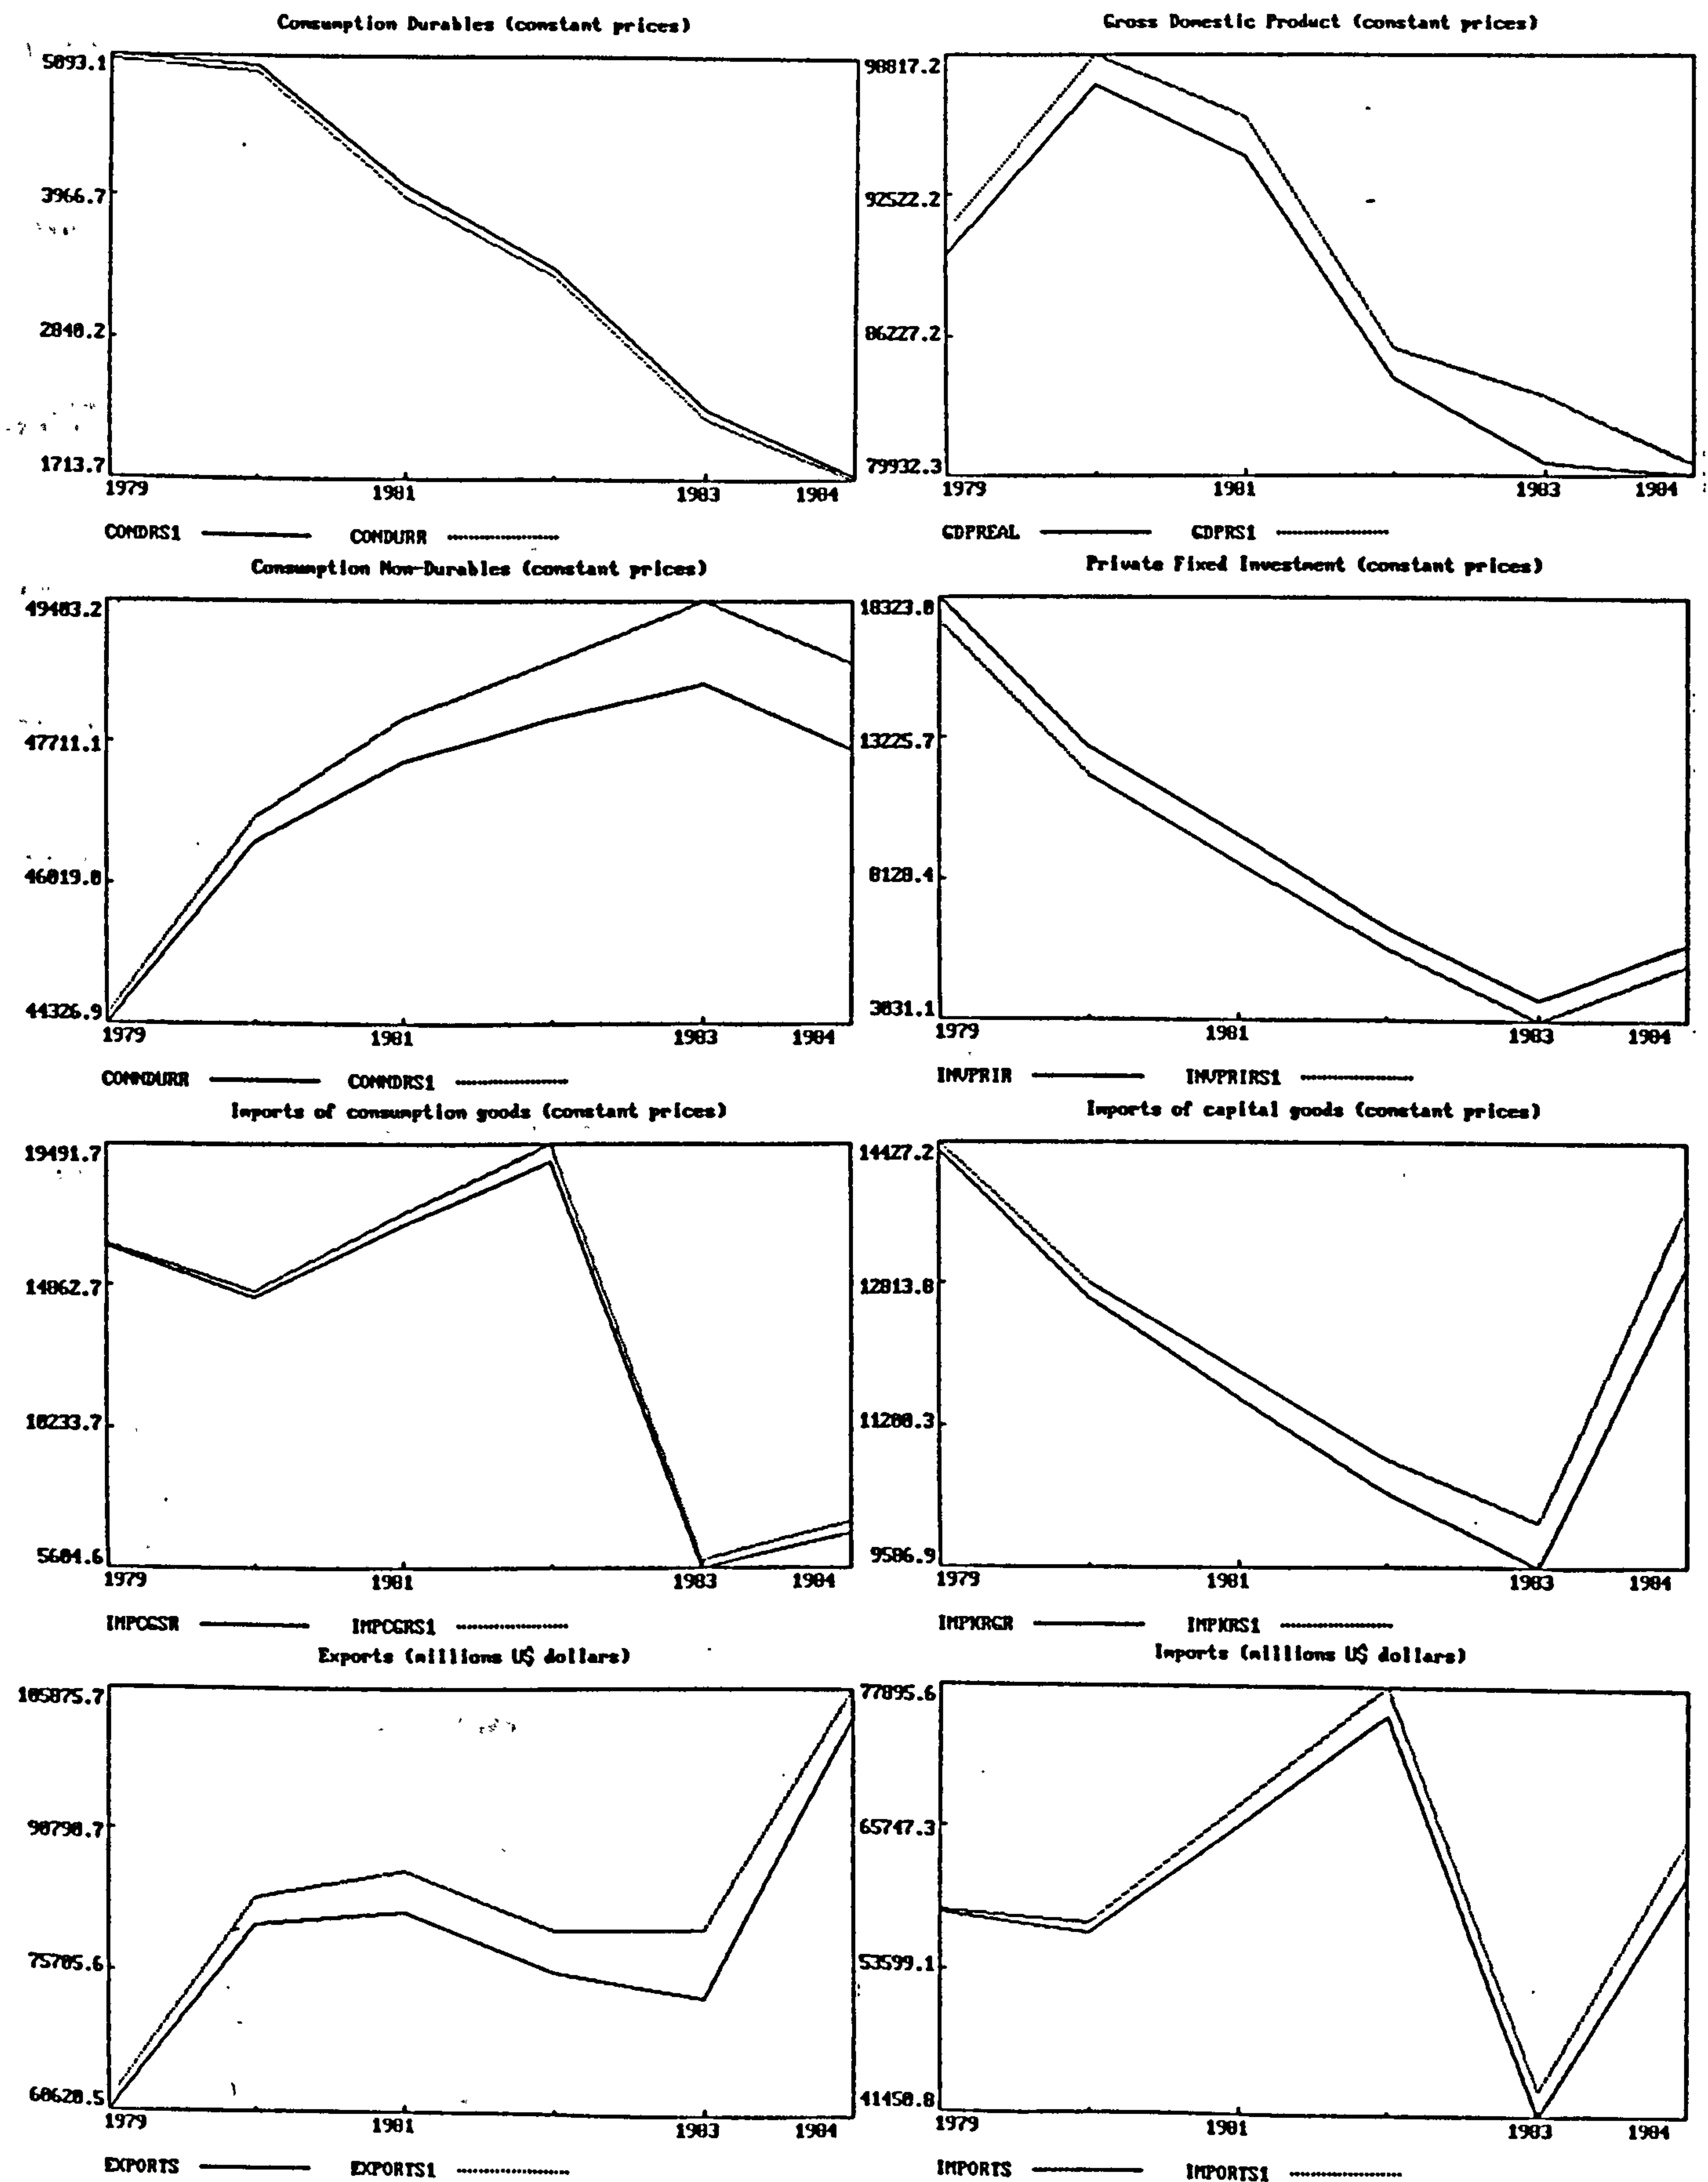 Consumption Durables (constant prices)
5093.1
3966.7
2840.2
1713.7
1979 1981 1983 1984
CONDRS1 CONDURR
Gross Domestic Product (constant prices)
98817.2
92522.2
86227.2
79932.3
1979 1981 1983 1984
GDPREAL GDPRS1
Consumption Non-Durables (constant prices)
49403.2
47711.1
46019.0
44326.9
1979 1981 1983 1984
CONNDURR CONNDRS1
Private Fixed Investment (constant prices)
18323.0
13225.7
8128.4
3031.1
1979 1981 1983 1984
INVPRIR INVPRIRS1
Imports of consumption goods (constant prices)
19491.7
14862.7
10233.7
5604.6
1979 1981 1983 1984
IMPCGSR IMPCGRS1
Imports of capital goods (constant prices)
14427.2
12813.8
11200.3
9586.9
1979 1981 1983 1984
IMPKRGR IMPKRS1
Exports (millions U$ dollars)
105875.7
90790.7
75705.6
60620.5
1979 1981 1983 1984
EXPORTS EXPORTS1
Imports (millions U$ dollars)
77895.6
65747.3
53599.1
41450.8
1979 1981 1983 1984
IMPORTS IMPORTS1